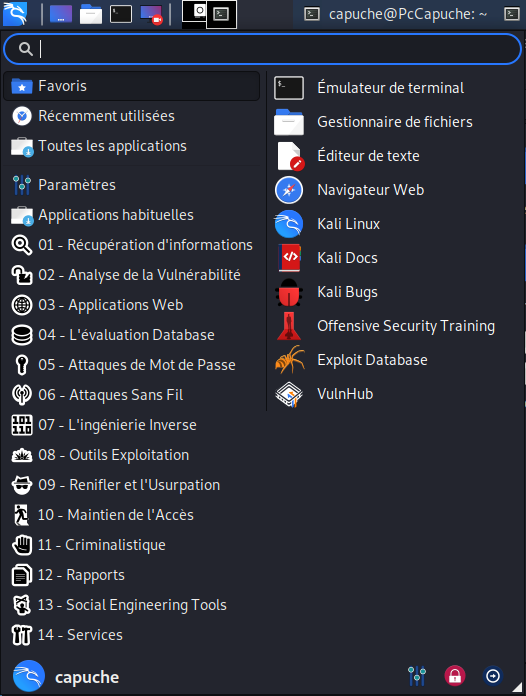 capuche@PcCapuche: ~
Favoris
Récemment utilisées
Toutes les applications
Paramètres
Applications habituelles
01 - Récupération d'informations
02 - Analyse de la Vulnérabilité
03 - Applications Web
04 - L'évaluation Database
05 - Attaques de Mot de Passe
06 - Attaques Sans Fil
07 - L'ingénierie Inverse
08 - Outils Exploitation
09 - Renifler et l'Usurpation
10 - Maintien de l'Accès
11 - Criminalistique
12 - Rapports
13 - Social Engineering Tools
14 - Services
Émulateur de terminal
Gestionnaire de fichiers
Éditeur de texte
Navigateur Web
Kali Linux
Kali Docs
Kali Bugs
Offensive Security Training
Exploit Database
VulnHub
capuche